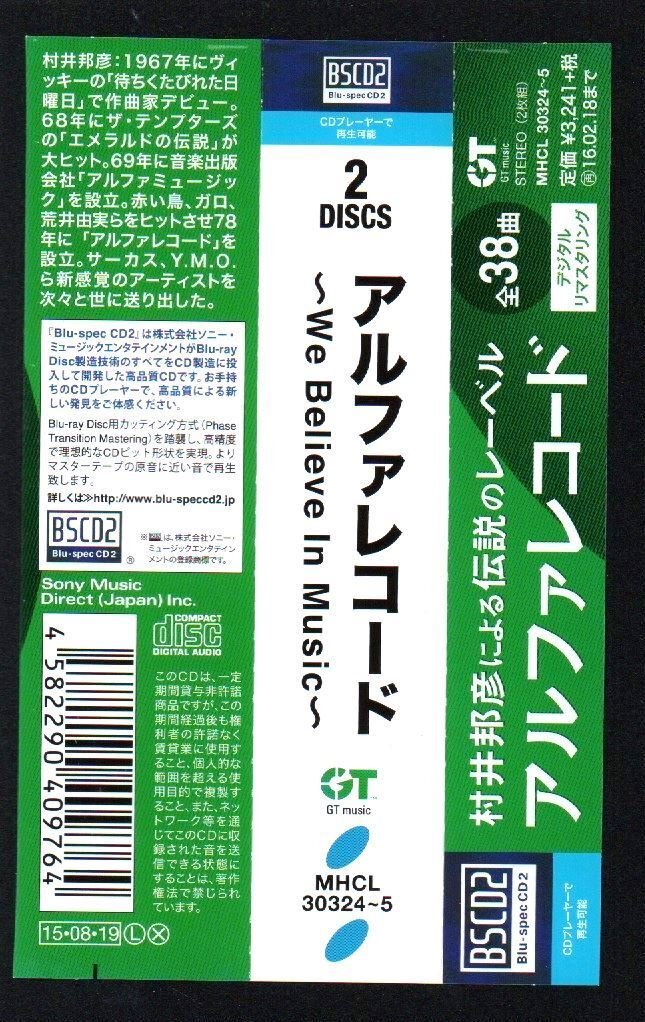 村井邦彦：1967年にヴィ
ッキーの「待ちくたびれた日
曜日」で作曲家デビュー。
68年にザ・テンプターズ
の「エメラルドの伝説」が
大ヒット。69年に音楽出版
会社「アルファミュージッ
ク」を設立。赤い鳥、ガロ、
荒井由実らをヒットさせ78
年に「アルファレコード」を
設立。サーカス、Y.M.O.
ら新感覚のアーティストを
次々と世に送り出した。
『Blu-spec CD2』は株式会社ソニー・
ミュージックエンタテインメントがBlu-ray
Disc製造技術のすべてをCD製造に投
入して開発した高品質CDです。お手持
ちのCDプレーヤーで、高品質による新
しい発見をご体感ください。
Blu-ray Disc用カッティング方式（Phase
Transition Mastering）を踏襲し、高精度
で理想的なCDピット形状を実現。より
マスターテープの原音に近い音で再生
致します。
詳しくは≫http://www.blu-speccd2.jp
BSCD2
Blu-spec CD2
®
※BSCD2は、株式会社ソニー・
ミュージックエンタテイン
メントの登録商標です。
Sony Music
Direct (Japan) Inc.
4 582290 409764
COMPACT
disc
DIGITAL AUDIO
このCDは、一定
期間貸与非許諾
商品ですが、この
期間経過後も権
利者の許諾なく
賃貸業に使用す
ること、個人的な
範囲を超える使
用目的で複製す
ること、また、ネッ
トワーク等を通
じてこのCDに収
録された音を送
信できる状態に
することは、著作
権法で禁じられ
ています。
15・08・19 Ⓛ Ⓧ
BSCD2
Blu-spec CD2
CDプレーヤーで
再生可能
2
DISCS
アルファレコード
～We Believe In Music～
GT
GT music
MHCL
30324~5
GT
GT music
STEREO（2枚組）
MHCL 30324~5
定価 ¥3,241+税
㊢16.02.18まで
全38曲
デジタル
リマスタリング
村井邦彦による伝説のレーベル
アルファレコード
BSCD2
Blu-spec CD2
CDプレーヤーで
再生可能